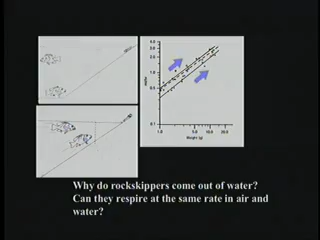 Why do rockskippers come out of water?
Can they respire at the same rate in air and
water?